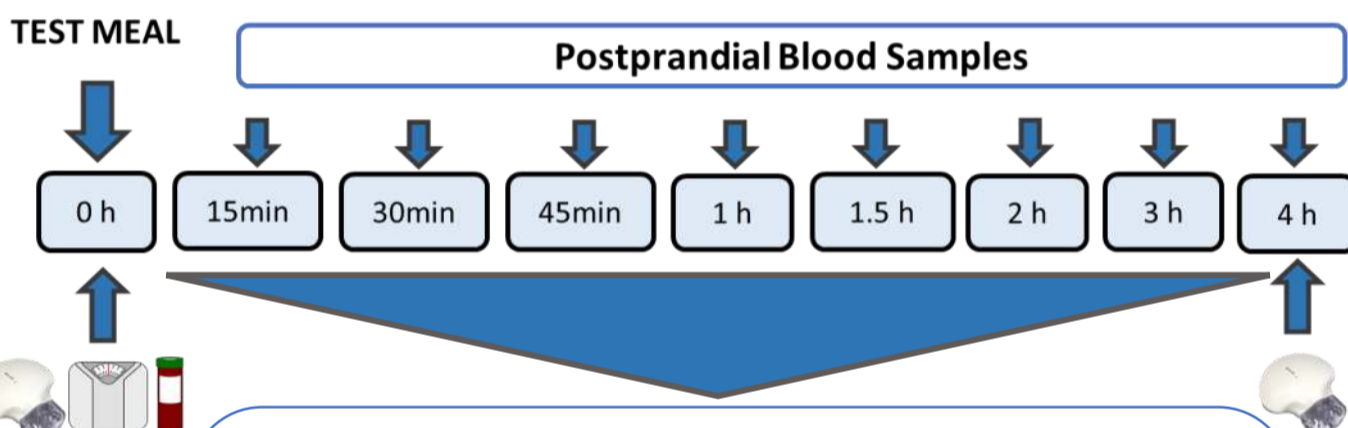 TEST MEAL
Postprandial Blood Samples
0 h
15min
30min
45min
1 h
1.5 h
2 h
3 h
4 h